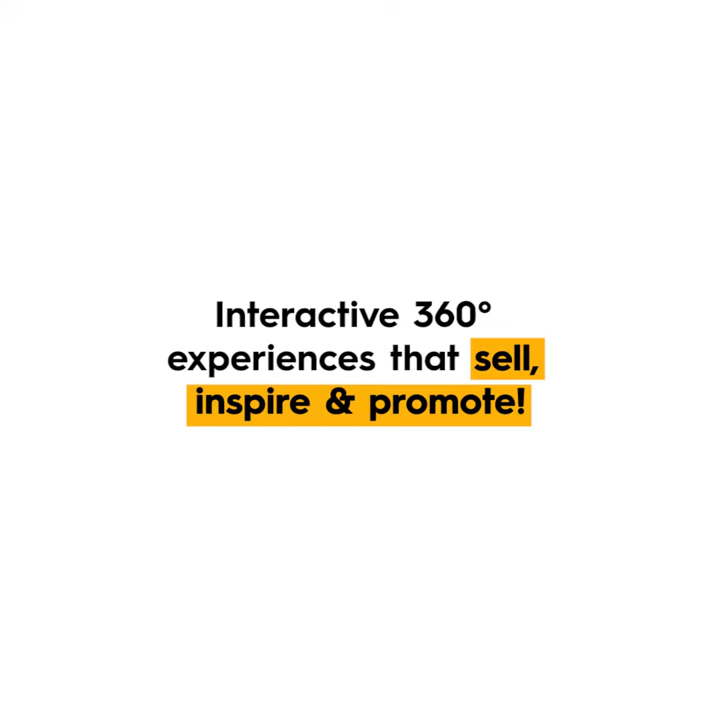 Interactive 360°
experiences that sell,
inspire & promote!